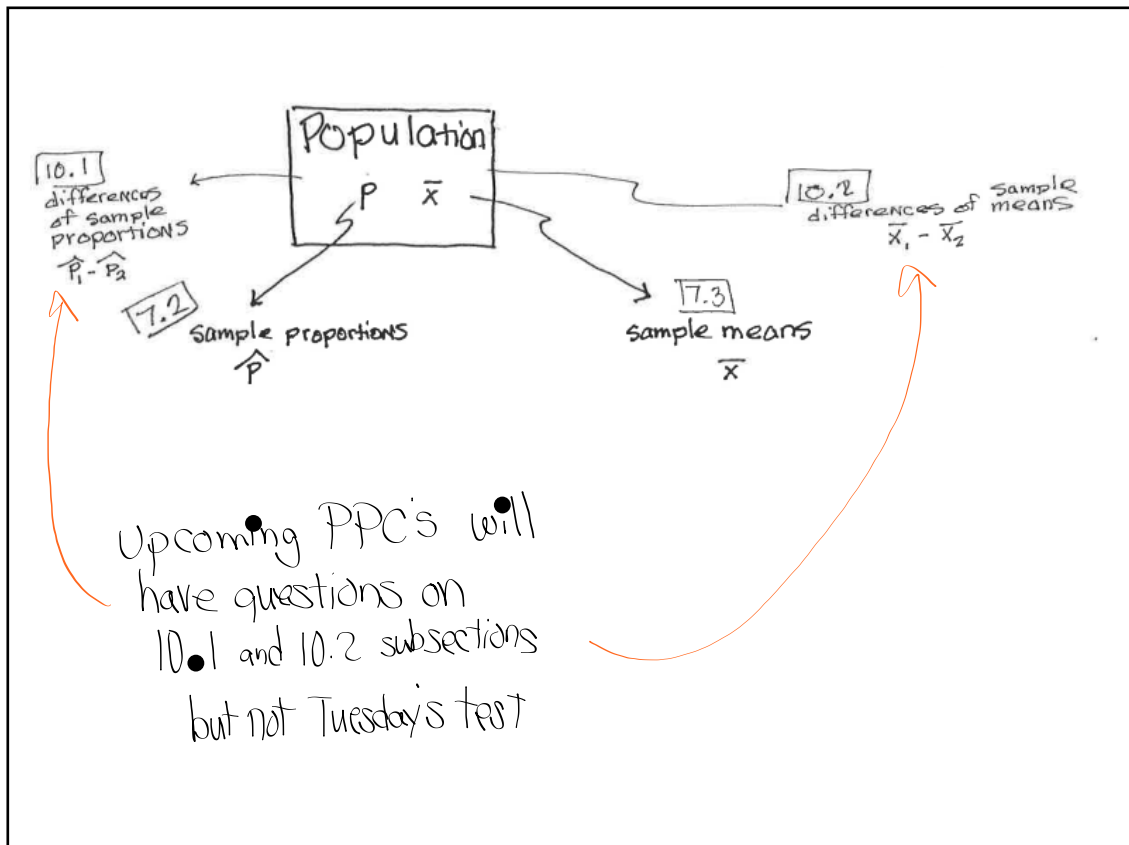 Population
P x̄
10.1
differences
of sample
proportions
p̂₁ - p̂₂
10.2
differences of sample
means
x̄₁ - x̄₂
7.2
sample proportions
p̂
7.3
sample means
x̄
Upcoming PPC's will
have questions on
10.1 and 10.2 subsections
but not Tuesday's test